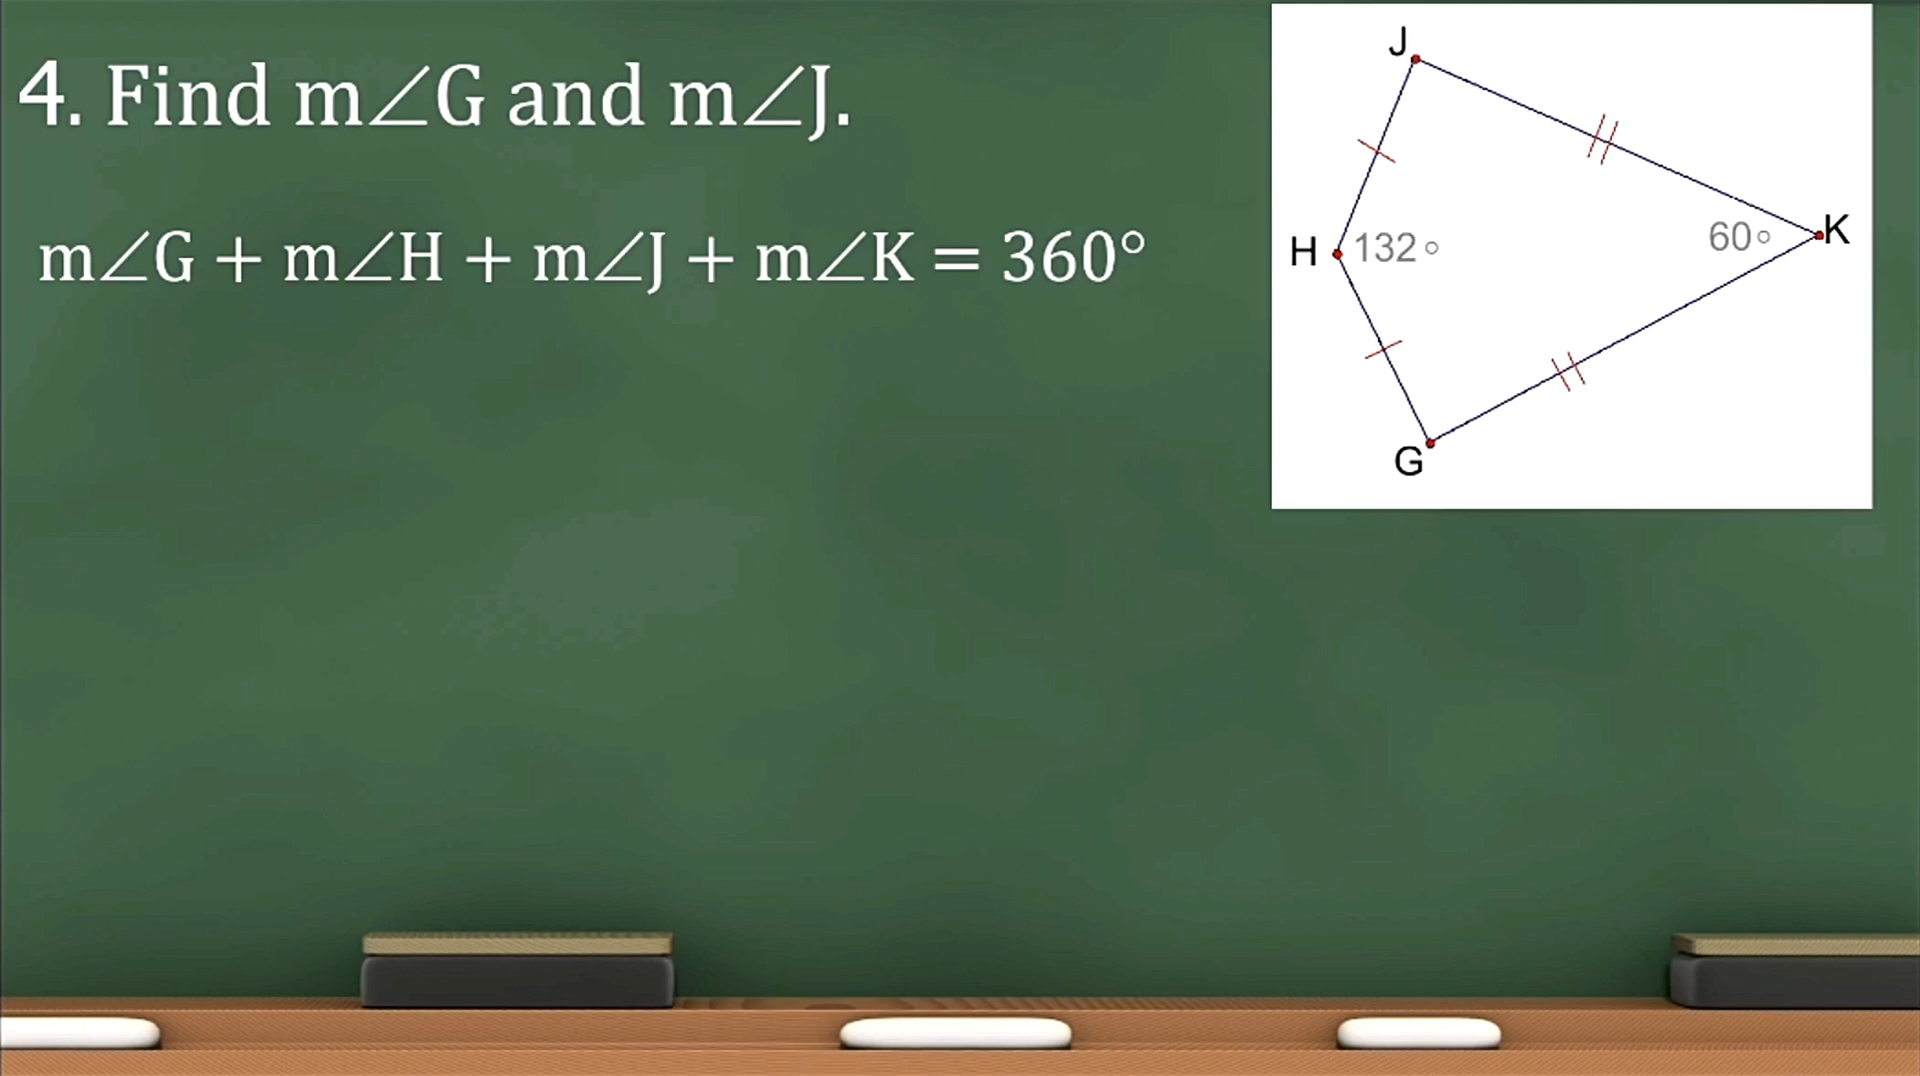 4. Find m∠G and m∠J.
m∠G + m∠H + m∠J + m∠K = 360°
J
K
60°
H
132°
G